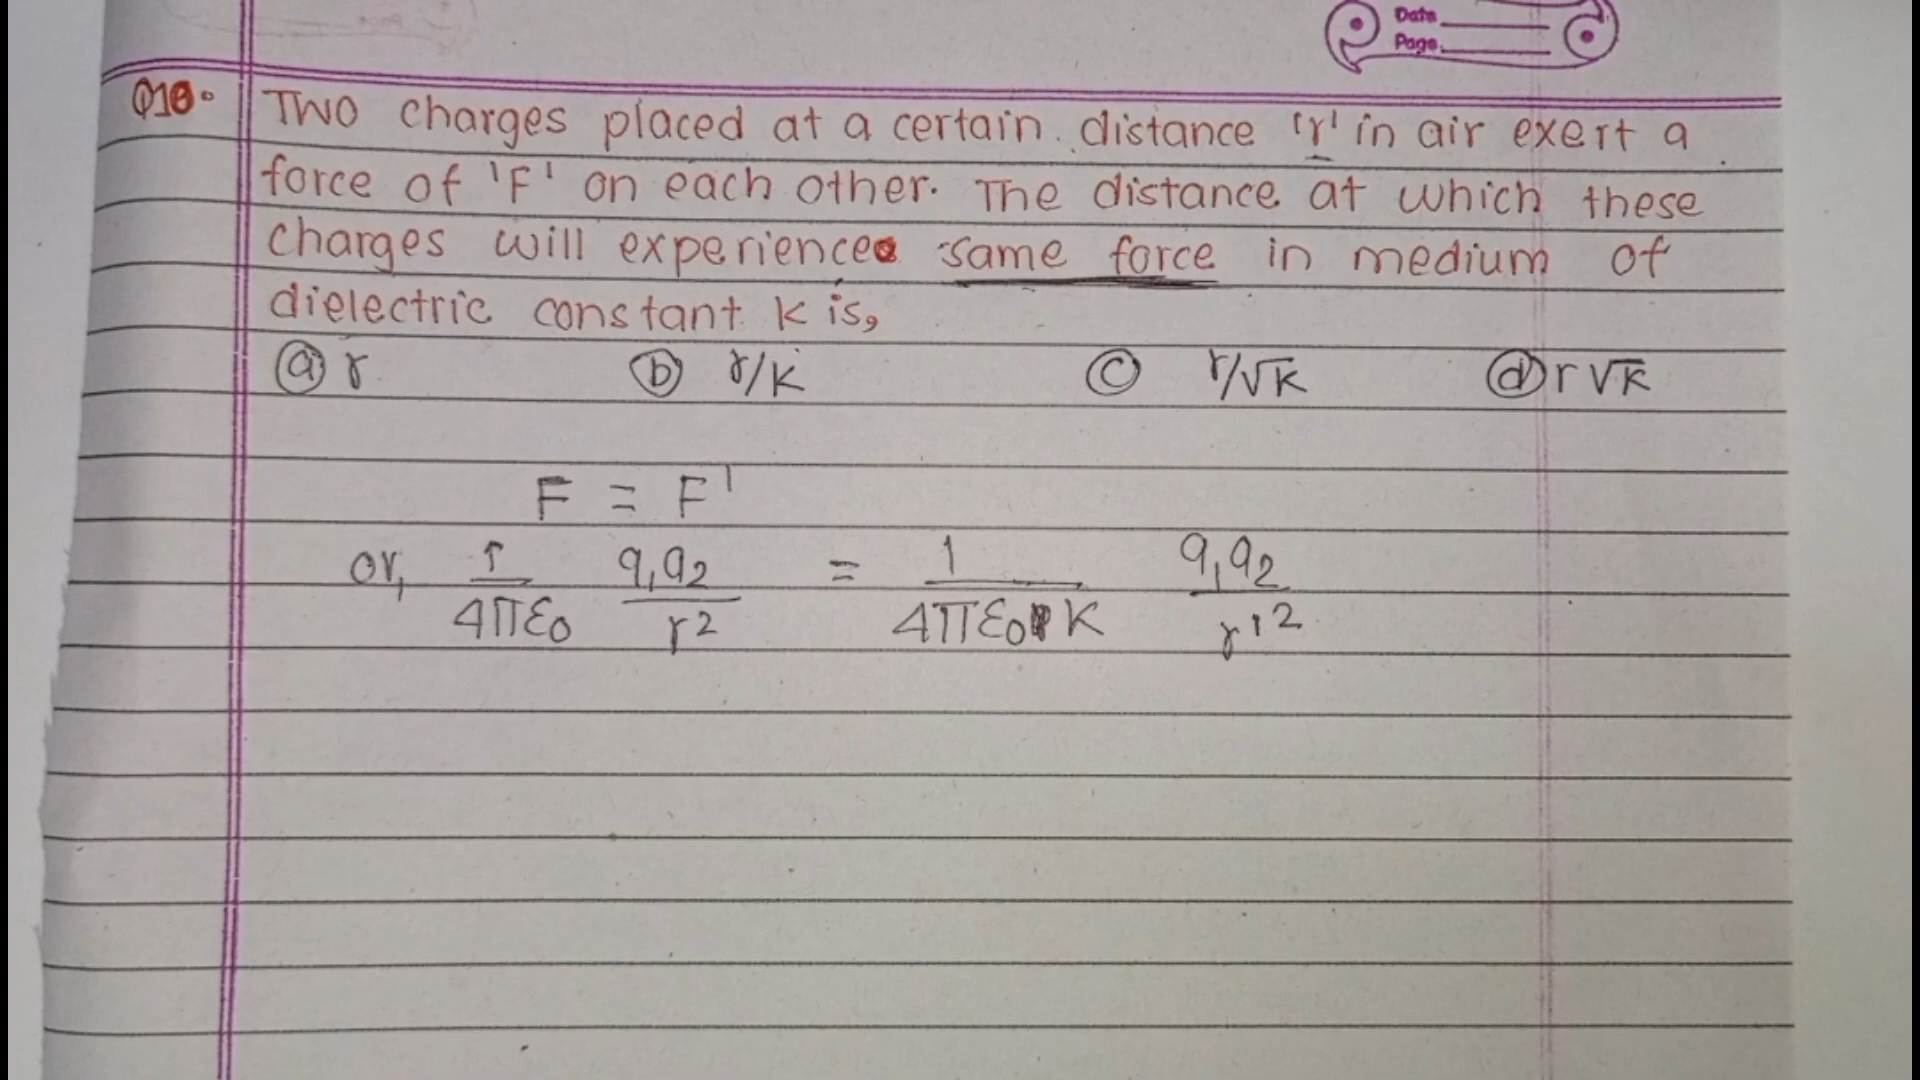 Date
Page
Q10. Two charges placed at a certain distance 'r' in air exert a
force of 'F' on each other. The distance at which these
charges will experience same force in medium of
dielectric constant K is,
(a) r (b) r/K (c) r/√K (d) r√K
F = F'
or, 1/4πε₀ q₁q₂/r² = 1/4πε₀K q₁q₂/r'²